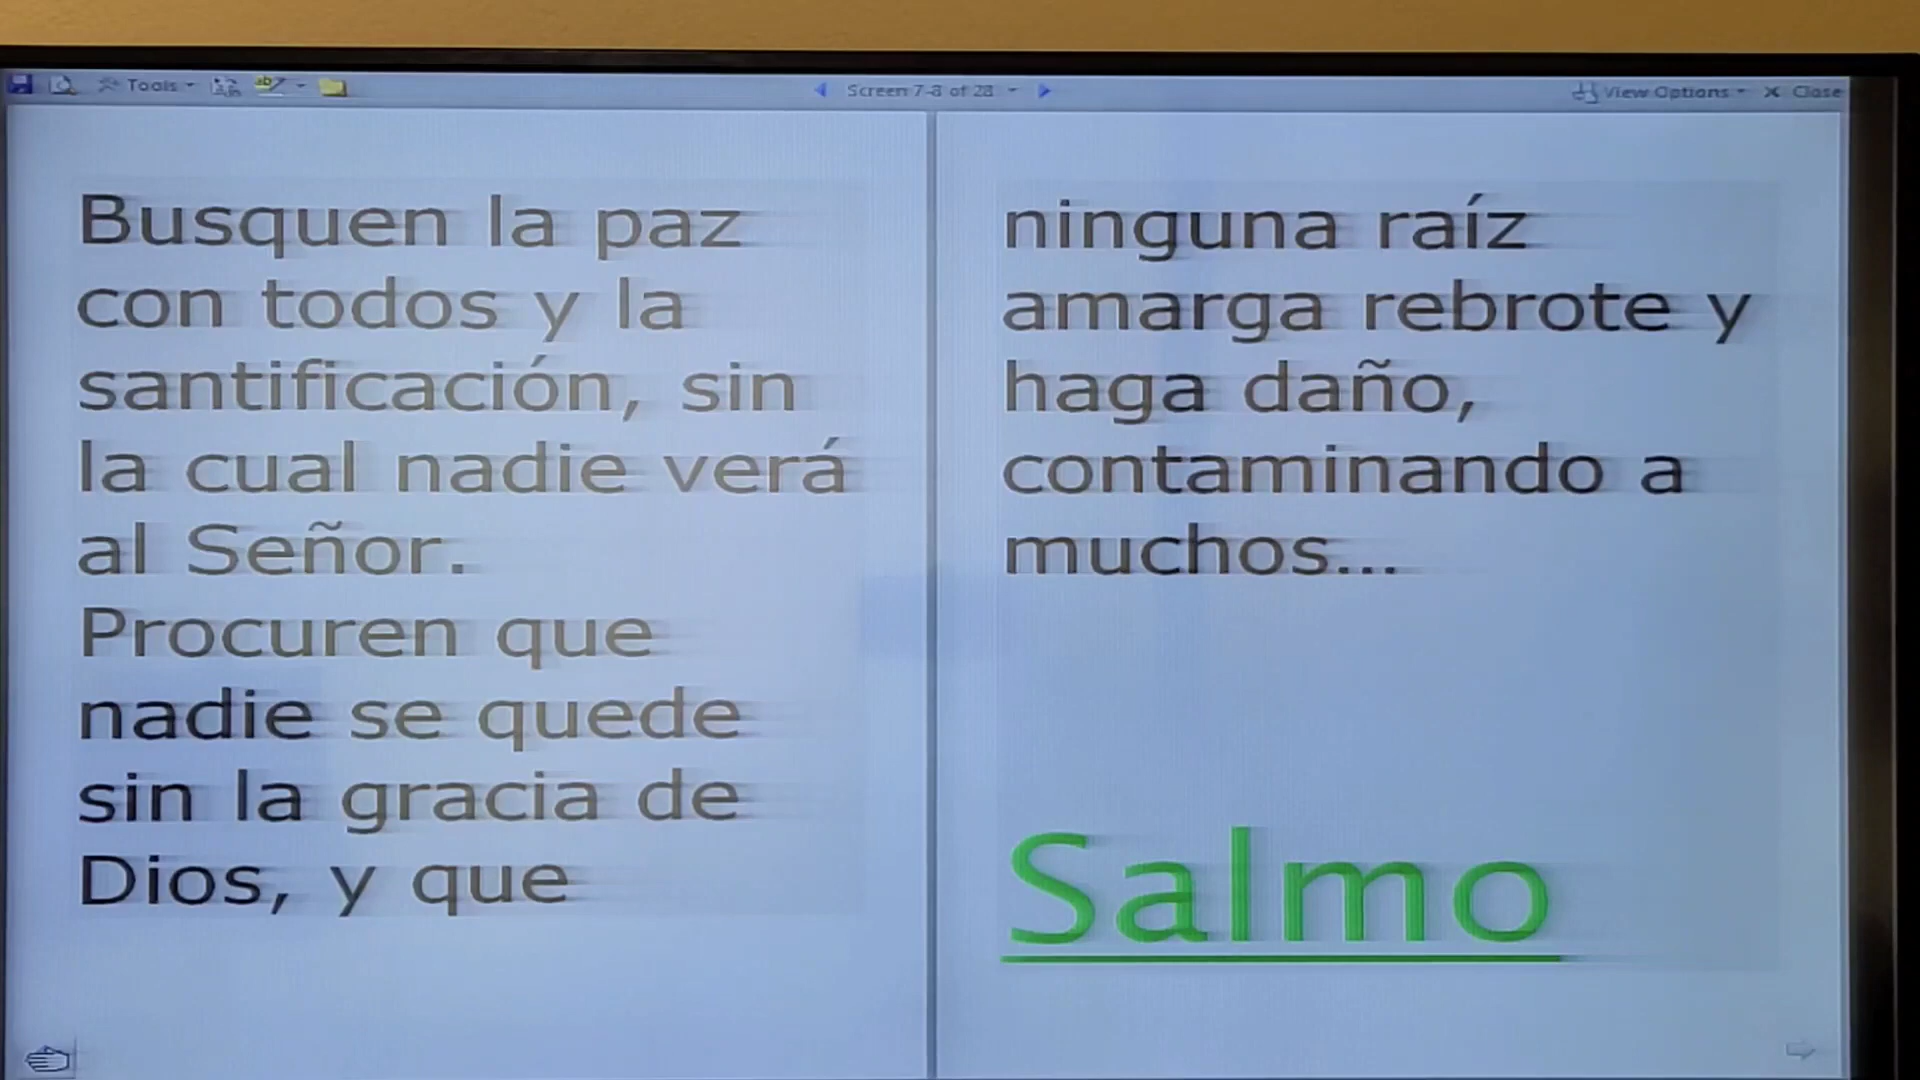 Tools
Screen 7-8 of 28
View Options
Close
Busquen la paz
con todos y la
santificación, sin
la cual nadie verá
al Señor.
Procuren que
nadie se quede
sin la gracia de
Dios, y que
ninguna raíz
amarga rebrote y
haga daño,
contaminando a
muchos...
Salmo